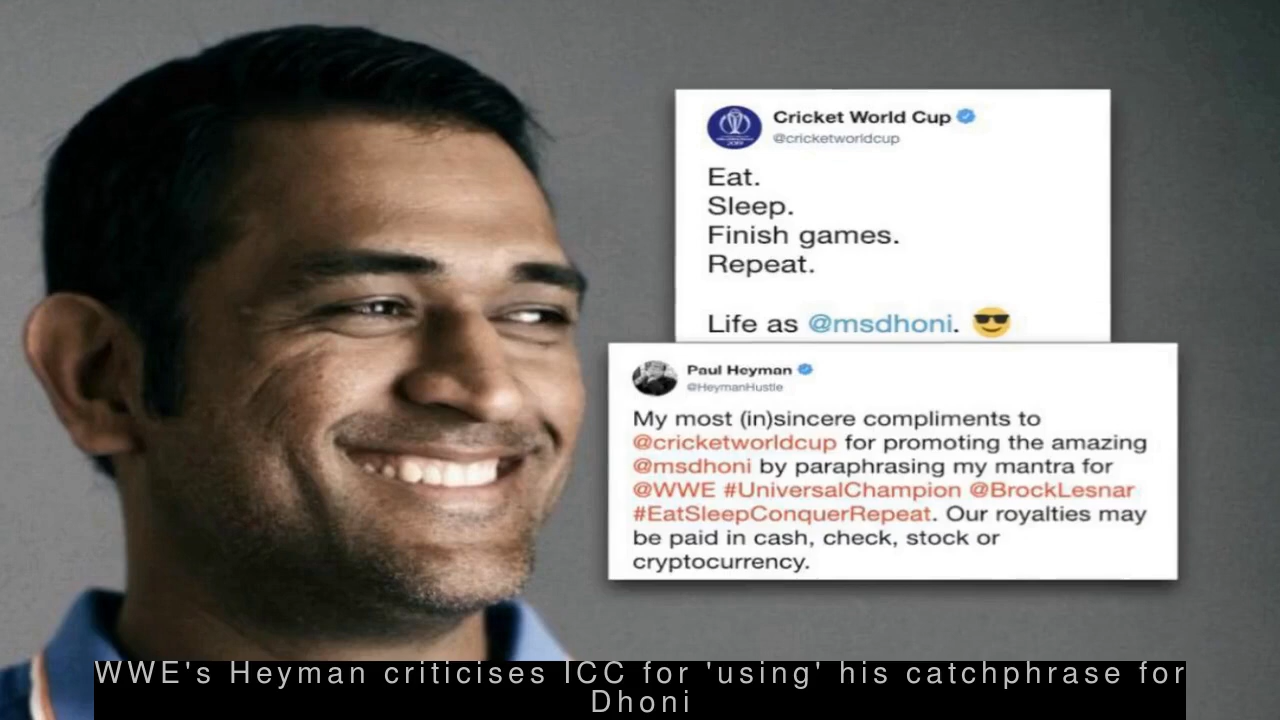 Cricket World Cup
@cricketworldcup
Eat.
Sleep.
Finish games.
Repeat.
Life as @msdhoni. 😎
Paul Heyman
@HeymanHustle
My most (in)sincere compliments to
@cricketworldcup for promoting the amazing
@msdhoni by paraphrasing my mantra for
@WWE #UniversalChampion @BrockLesnar
#EatSleepConquerRepeat. Our royalties may
be paid in cash, check, stock or
cryptocurrency.
WWE's Heyman criticises ICC for 'using' his catchphrase for
Dhoni